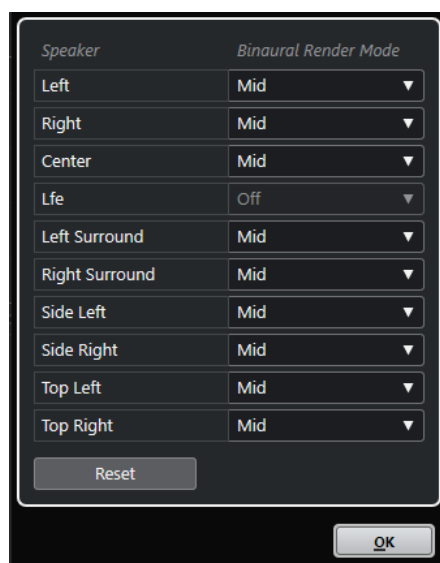 Speaker Binaural Render Mode
Left Mid
Right Mid
Center Mid
Lfe Off
Left Surround Mid
Right Surround Mid
Side Left Mid
Side Right Mid
Top Left Mid
Top Right Mid
Reset
OK